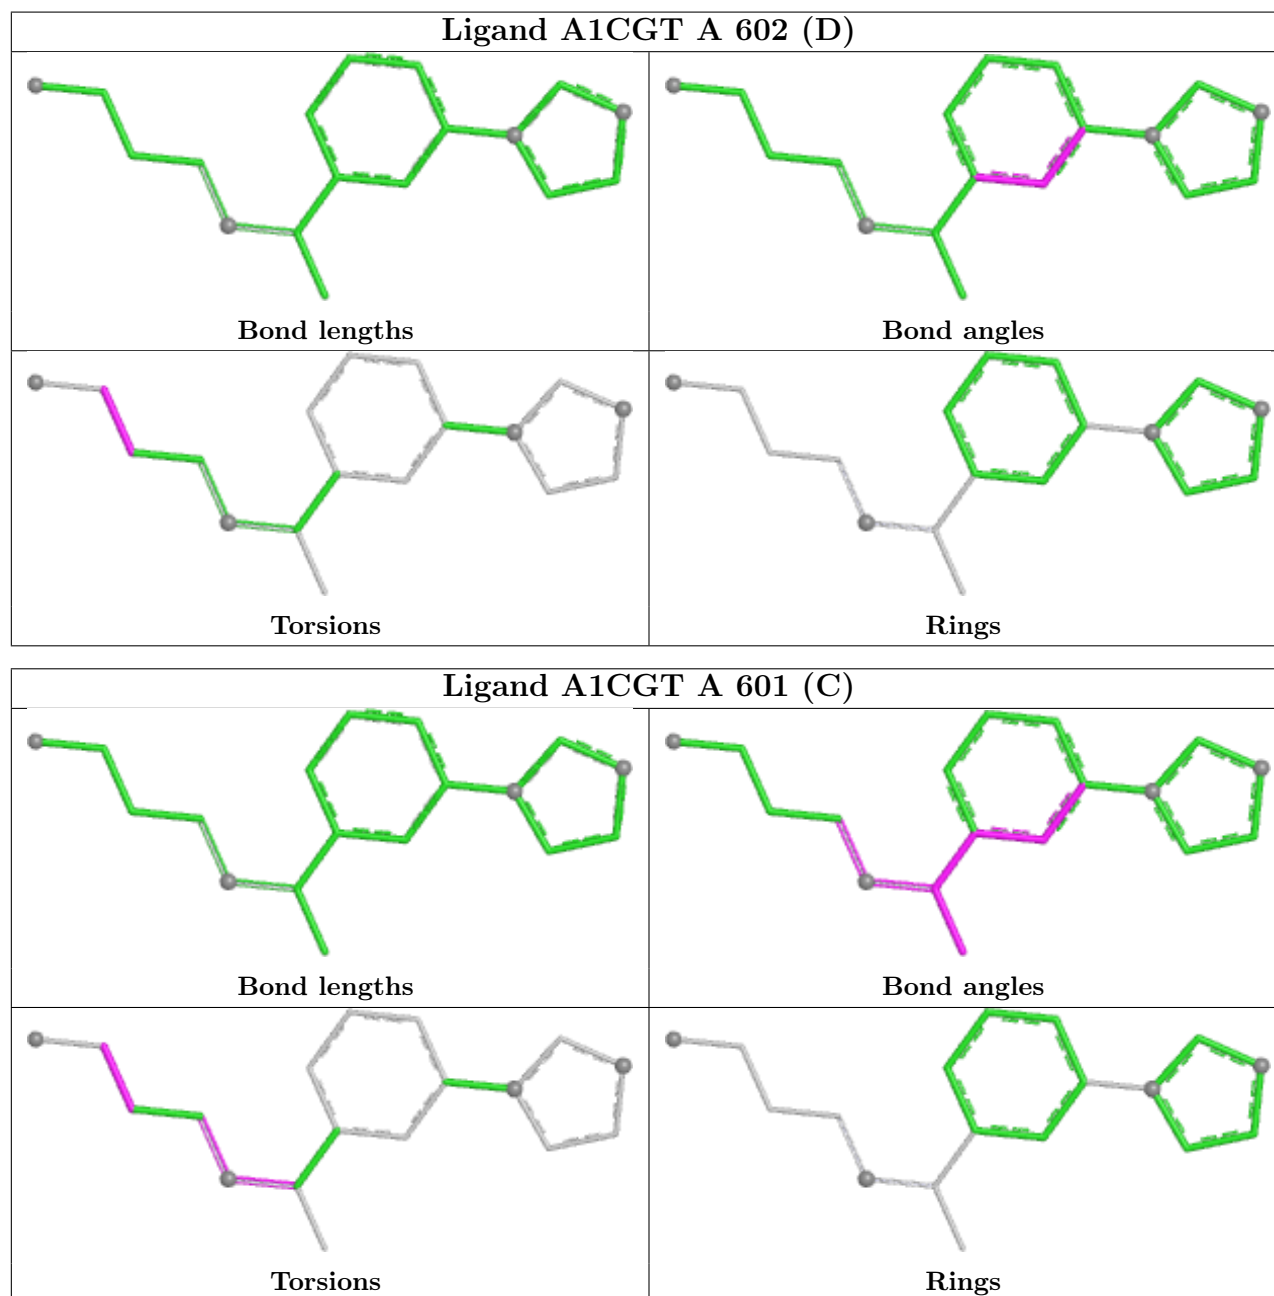 Ligand A1CGT A 602 (D)
Bond lengths
Bond angles
Torsions
Rings
Ligand A1CGT A 601 (C)
Bond lengths
Bond angles
Torsions
Rings